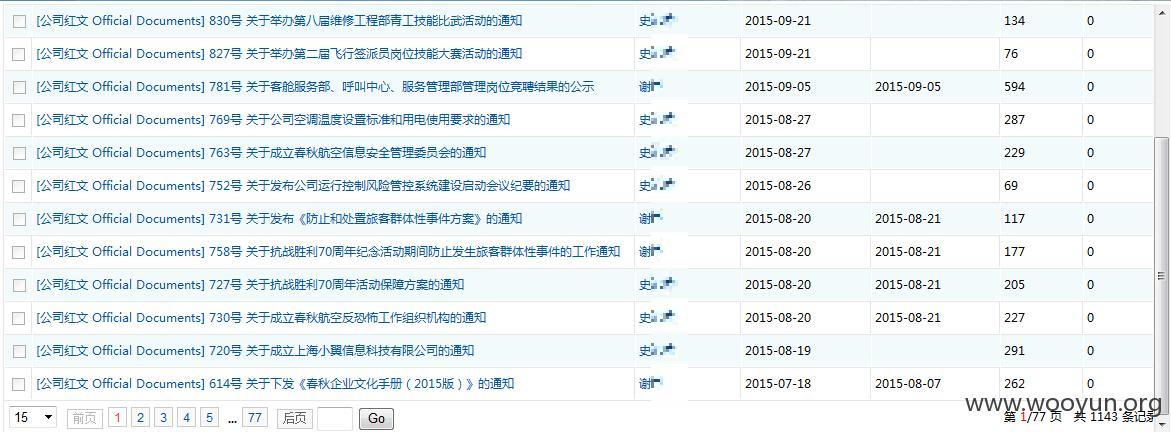 [公司红文 Official Documents] 830号 关于举办第八届维修工程部青工技能比武活动的通知 史 2015-09-21 134 0
[公司红文 Official Documents] 827号 关于举办第二届飞行签派员岗位技能大赛活动的通知 史 2015-09-21 76 0
[公司红文 Official Documents] 781号 关于客舱服务部、呼叫中心、服务管理部管理岗位竞聘结果的公示 谢 2015-09-05 2015-09-05 594 0
[公司红文 Official Documents] 769号 关于公司空调温度设置标准和用电使用要求的通知 史 2015-08-27 287 0
[公司红文 Official Documents] 763号 关于成立春秋航空信息安全管理委员会的通知 史 2015-08-27 229 0
[公司红文 Official Documents] 752号 关于发布公司运行控制风险管控系统建设启动会议纪要的通知 史 2015-08-26 69 0
[公司红文 Official Documents] 731号 关于发布《防止和处置旅客群体性事件方案》的通知 谢 2015-08-20 2015-08-21 117 0
[公司红文 Official Documents] 758号 关于抗战胜利70周年纪念活动期间防止发生旅客群体性事件的工作通知 谢 2015-08-20 2015-08-21 177 0
[公司红文 Official Documents] 727号 关于抗战胜利70周年活动保障方案的通知 史 2015-08-20 2015-08-21 205 0
[公司红文 Official Documents] 730号 关于成立春秋航空反恐怖工作组织机构的通知 史 2015-08-20 2015-08-21 227 0
[公司红文 Official Documents] 720号 关于成立上海小翼信息科技有限公司的通知 史 2015-08-19 291 0
[公司红文 Official Documents] 614号 关于下发《春秋企业文化手册（2015版）》的通知 谢 2015-07-18 2015-08-07 262 0
15 前页 1 2 3 4 5 ... 77 后页 Go 第 1/77 页 共 1143 条记录
www.wooyun.org